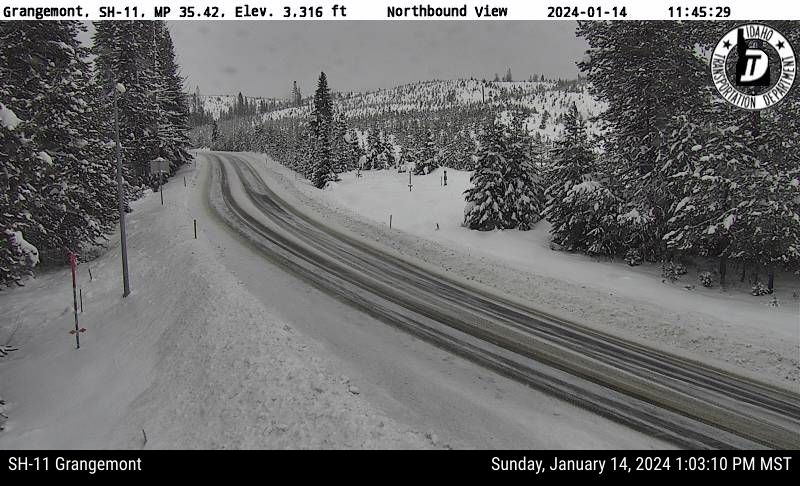 Grangemont, SH-11, MP 35.42, Elev. 3,316 ft Northbound View 2024-01-14 11:45:29
IDAHO
TRANSPORTATION DEPARTMENT
SH-11 Grangemont Sunday, January 14, 2024 1:03:10 PM MST